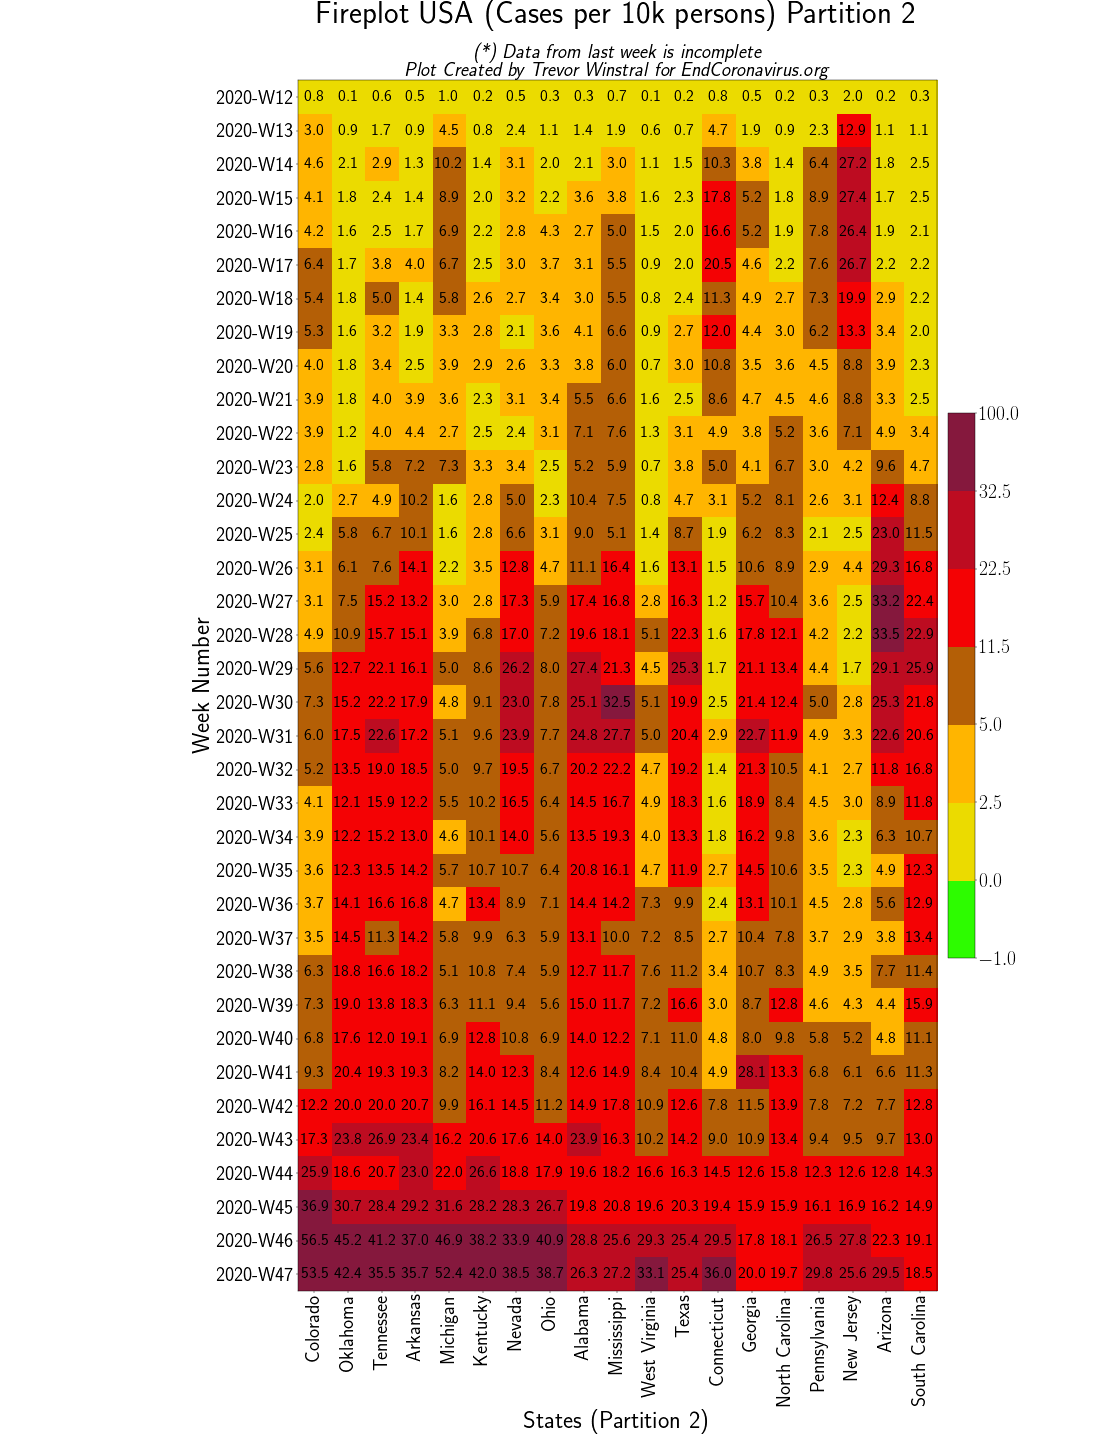 Fireplot USA (Cases per 10k persons) Partition 2
(*) Data from last week is incomplete
Plot Created by Trevor Winstral for EndCoronavirus.org
2020-W12 0.8 0.1 0.6 0.5 1.0 0.2 0.5 0.3 0.3 0.7 0.1 0.2 0.8 0.5 0.2 0.3 2.0 0.2 0.3
2020-W13 3.0 0.9 1.7 0.9 4.5 0.8 2.4 1.1 1.4 1.9 0.6 0.7 4.7 1.9 0.9 2.3 12.9 1.1 1.1
2020-W14 4.6 2.1 2.9 1.3 10.2 1.4 3.1 2.0 2.1 3.0 1.1 1.5 10.3 3.8 1.4 6.4 27.2 1.8 2.5
2020-W15 4.1 1.8 2.4 1.4 8.9 2.0 3.2 2.2 3.6 3.8 1.6 2.3 17.8 5.2 1.8 8.9 27.4 1.7 2.5
2020-W16 4.2 1.6 2.5 1.7 6.9 2.2 2.8 4.3 2.7 5.0 1.5 2.0 16.6 5.2 1.9 7.8 26.4 1.9 2.1
2020-W17 6.4 1.7 3.8 4.0 6.7 2.5 3.0 3.7 3.1 5.5 0.9 2.0 20.5 4.6 2.2 7.6 26.7 2.2 2.2
2020-W18 5.4 1.8 5.0 1.4 5.8 2.6 2.7 3.4 3.0 5.5 0.8 2.4 11.3 4.9 2.7 7.3 19.9 2.9 2.2
2020-W19 5.3 1.6 3.2 1.9 3.3 2.8 2.1 3.6 4.1 6.6 0.9 2.7 12.0 4.4 3.0 6.2 13.3 3.4 2.0
2020-W20 4.0 1.8 3.4 2.5 3.9 2.9 2.6 3.3 3.8 6.0 0.7 3.0 10.8 3.5 3.6 4.5 8.8 3.9 2.3
2020-W21 3.9 1.8 4.0 3.9 3.6 2.3 3.1 3.4 5.5 6.6 1.6 2.5 8.6 4.7 4.5 4.6 8.8 3.3 2.5
2020-W22 3.9 1.2 4.0 4.4 2.7 2.5 2.4 3.1 7.1 7.6 1.3 3.1 4.9 3.8 5.2 3.6 7.1 4.9 3.4
2020-W23 2.8 1.6 5.8 7.2 7.3 3.3 3.4 2.5 5.2 5.9 0.7 3.8 5.0 4.1 6.7 3.0 4.2 9.6 4.7
2020-W24 2.0 2.7 4.9 10.2 1.6 2.8 5.0 2.3 10.4 7.5 0.8 4.7 3.1 5.2 8.1 2.6 3.1 12.4 8.8
2020-W25 2.4 5.8 6.7 10.1 1.6 2.8 6.6 3.1 9.0 5.1 1.4 8.7 1.9 6.2 8.3 2.1 2.5 23.0 11.5
2020-W26 3.1 6.1 7.6 14.1 2.2 3.5 12.8 4.7 11.1 16.4 1.6 13.1 1.5 10.6 8.9 2.9 4.4 29.3 16.8
2020-W27 3.1 7.5 15.2 13.2 3.0 2.8 17.3 5.9 17.4 16.8 2.8 16.3 1.2 15.7 10.4 3.6 2.5 33.2 22.4
2020-W28 4.9 10.9 15.7 15.1 3.9 6.8 17.0 7.2 19.6 18.1 5.1 22.3 1.6 17.8 12.1 4.2 2.2 33.5 22.9
2020-W29 5.6 12.7 22.1 16.1 5.0 8.6 26.2 8.0 27.4 21.3 4.5 25.3 1.7 21.1 13.4 4.4 1.7 29.1 25.9
2020-W30 7.3 15.2 22.2 17.9 4.8 9.1 23.0 7.8 25.1 32.5 5.1 19.9 2.5 21.4 12.4 5.0 2.8 25.3 21.8
2020-W31 6.0 17.5 22.6 17.2 5.1 9.6 23.9 7.7 24.8 27.7 5.0 20.4 2.9 22.7 11.9 4.9 3.3 22.6 20.6
2020-W32 5.2 13.5 19.0 18.5 5.0 9.7 19.5 6.7 20.2 22.2 4.7 19.2 1.4 21.3 10.5 4.1 2.7 11.8 16.8
2020-W33 4.1 12.1 15.9 12.2 5.5 10.2 16.5 6.4 14.5 16.7 4.9 18.3 1.6 18.9 8.4 4.5 3.0 8.9 11.8
2020-W34 3.9 12.2 15.2 13.0 4.6 10.1 14.0 5.6 13.5 19.3 4.0 13.3 1.8 16.2 9.8 3.6 2.3 6.3 10.7
2020-W35 3.6 12.3 13.5 14.2 5.7 10.7 10.7 6.4 20.8 16.1 4.7 11.9 2.7 14.5 10.6 3.5 2.3 4.9 12.3
2020-W36 3.7 14.1 16.6 16.8 4.7 13.4 8.9 7.1 14.4 14.2 7.3 9.9 2.4 13.1 10.1 4.5 2.8 5.6 12.9
2020-W37 3.5 14.5 11.3 14.2 5.8 9.9 6.3 5.9 13.1 10.0 7.2 8.5 2.7 10.4 7.8 3.7 2.9 3.8 13.4
2020-W38 6.3 18.8 16.6 18.2 5.1 10.8 7.4 5.9 12.7 11.7 7.6 11.2 3.4 10.7 8.3 4.9 3.5 7.7 11.4
2020-W39 7.3 19.0 13.8 18.3 6.3 11.1 9.4 5.6 15.0 11.7 7.2 16.6 3.0 8.7 12.8 4.6 4.3 4.4 15.9
2020-W40 6.8 17.6 12.0 19.1 6.9 12.8 10.8 6.9 14.0 12.2 7.1 11.0 4.8 8.0 9.8 5.8 5.2 4.8 11.1
2020-W41 9.3 20.4 19.3 19.3 8.2 14.0 12.3 8.4 12.6 14.9 8.4 10.4 4.9 28.1 13.3 6.8 6.1 6.6 11.3
2020-W42 12.2 20.0 20.0 20.7 9.9 16.1 14.5 11.2 14.9 17.8 10.9 12.6 7.8 11.5 13.9 7.8 7.2 7.7 12.8
2020-W43 17.3 23.8 26.9 23.4 16.2 20.6 17.6 14.0 23.9 16.3 10.2 14.2 9.0 10.9 13.4 9.4 9.5 9.7 13.0
2020-W44 25.9 18.6 20.7 23.0 22.0 26.6 18.8 17.9 19.6 18.2 16.6 16.3 14.5 12.6 15.8 12.3 12.6 12.8 14.3
2020-W45 36.9 30.7 28.4 29.2 31.6 28.2 28.3 26.7 19.8 20.8 19.6 20.3 19.4 15.9 15.9 16.1 16.9 16.2 14.9
2020-W46 56.5 45.2 41.2 37.0 46.9 38.2 33.9 40.9 28.8 25.6 29.3 25.4 29.5 17.8 18.1 26.5 27.8 22.3 19.1
2020-W47 53.5 42.4 35.5 35.7 52.4 42.0 38.5 38.7 26.3 27.2 33.1 25.4 36.0 20.0 19.7 29.8 25.6 29.5 18.5
Week Number
Colorado
Oklahoma
Tennessee
Arkansas
Michigan
Kentucky
Nevada
Ohio
Alabama
Mississippi
West Virginia
Texas
Connecticut
Georgia
North Carolina
Pennsylvania
New Jersey
Arizona
South Carolina
States (Partition 2)
100.0
32.5
22.5
11.5
5.0
2.5
0.0
−1.0